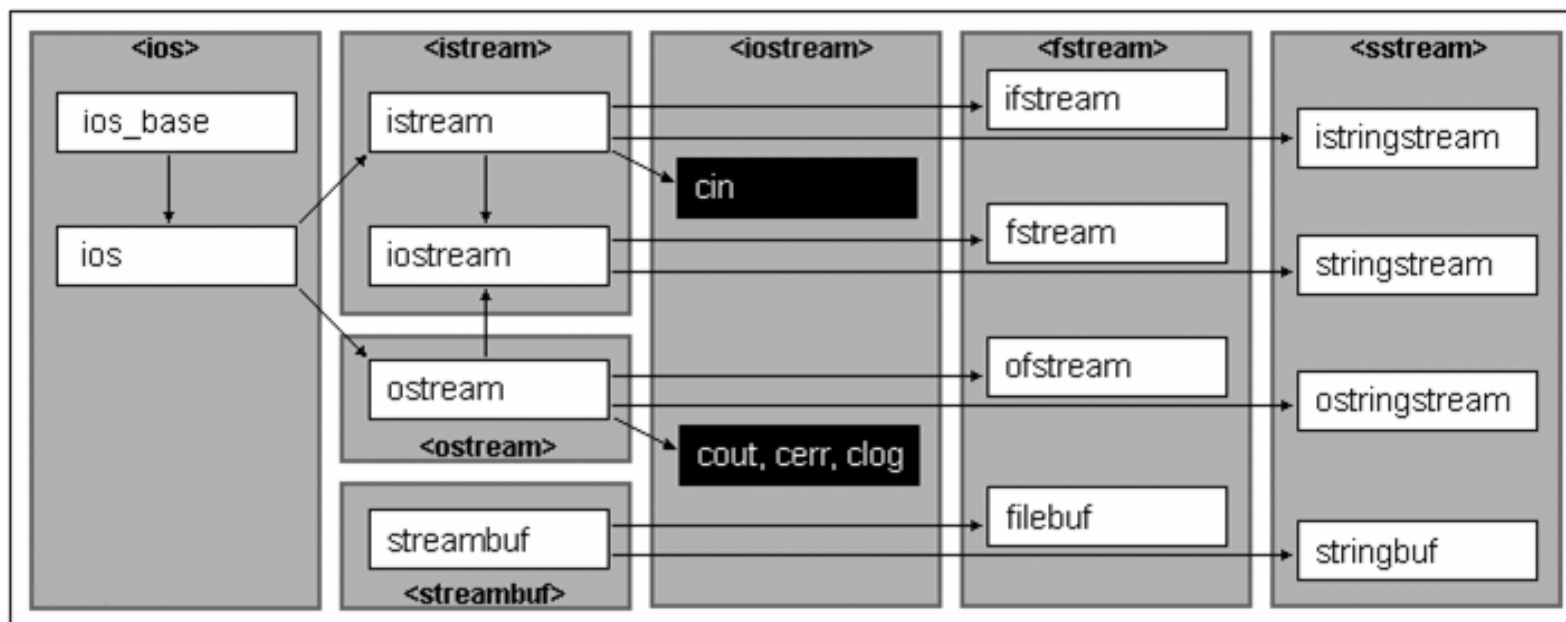 <ios>
ios_base
ios
<istream>
istream
iostream
ostream
<ostream>
streambuf
<streambuf>
<iostream>
cin
cout, cerr, clog
<fstream>
ifstream
fstream
ofstream
filebuf
<sstream>
istringstream
stringstream
ostringstream
stringbuf